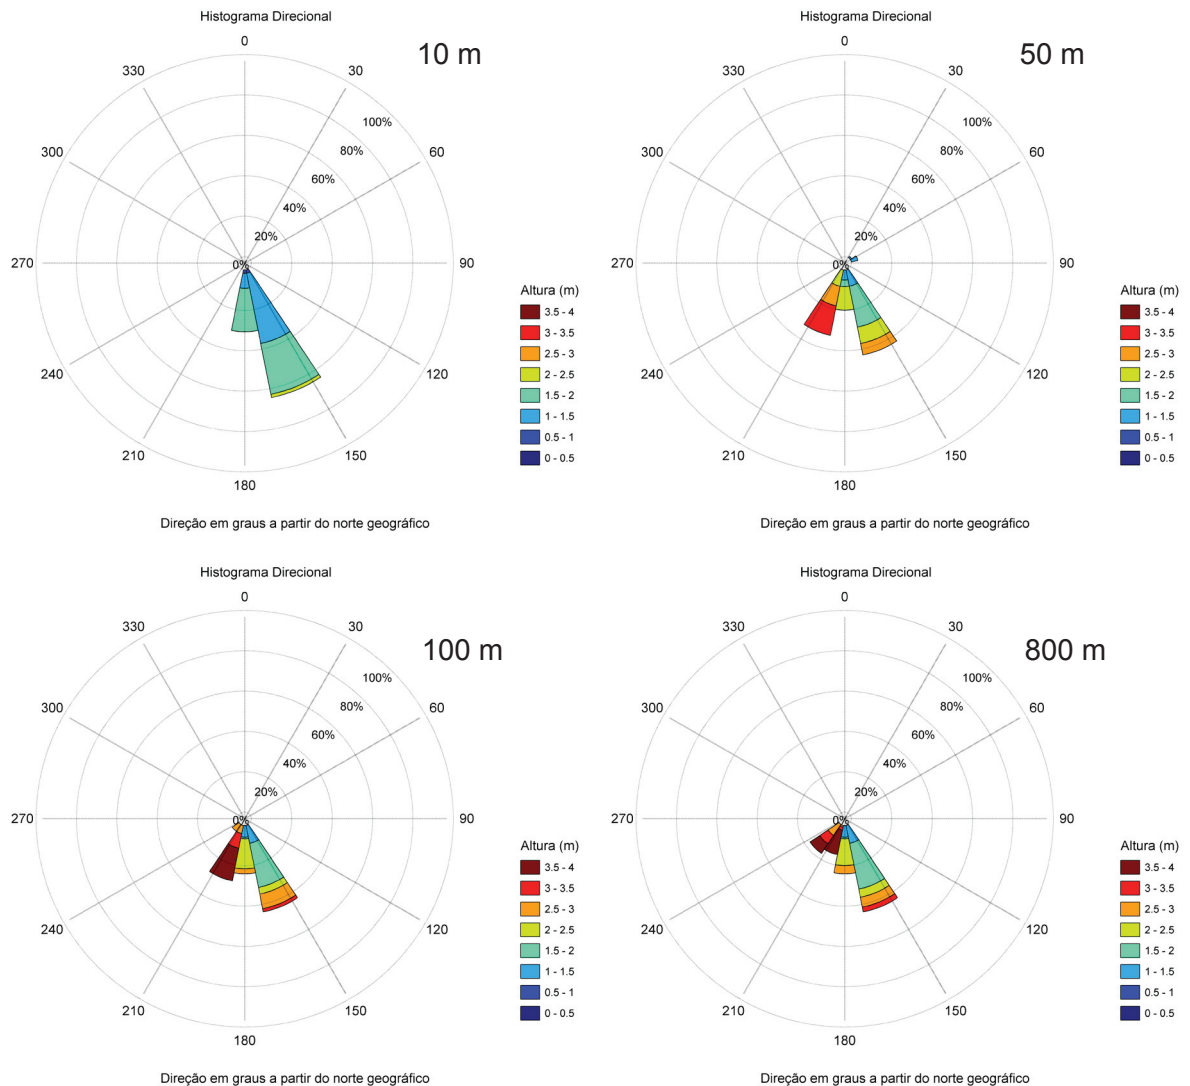 Histograma Direcional
10 m
0
330
30
100%
300
80%
60
60%
40%
20%
270
0%
90
Altura (m)
3.5 - 4
3 - 3.5
2.5 - 3
2 - 2.5
1.5 - 2
1 - 1.5
0.5 - 1
0 - 0.5
240
120
210
150
180
Direção em graus a partir do norte geográfico
Histograma Direcional
50 m
0
330
30
100%
300
80%
60
60%
40%
20%
270
0%
90
Altura (m)
3.5 - 4
3 - 3.5
2.5 - 3
2 - 2.5
1.5 - 2
1 - 1.5
0.5 - 1
0 - 0.5
240
120
210
150
180
Direção em graus a partir do norte geográfico
Histograma Direcional
100 m
0
330
30
100%
300
80%
60
60%
40%
20%
270
0%
90
Altura (m)
3.5 - 4
3 - 3.5
2.5 - 3
2 - 2.5
1.5 - 2
1 - 1.5
0.5 - 1
0 - 0.5
240
120
210
150
180
Direção em graus a partir do norte geográfico
Histograma Direcional
800 m
0
330
30
100%
300
80%
60
60%
40%
20%
270
0%
90
Altura (m)
3.5 - 4
3 - 3.5
2.5 - 3
2 - 2.5
1.5 - 2
1 - 1.5
0.5 - 1
0 - 0.5
240
120
210
150
180
Direção em graus a partir do norte geográfico